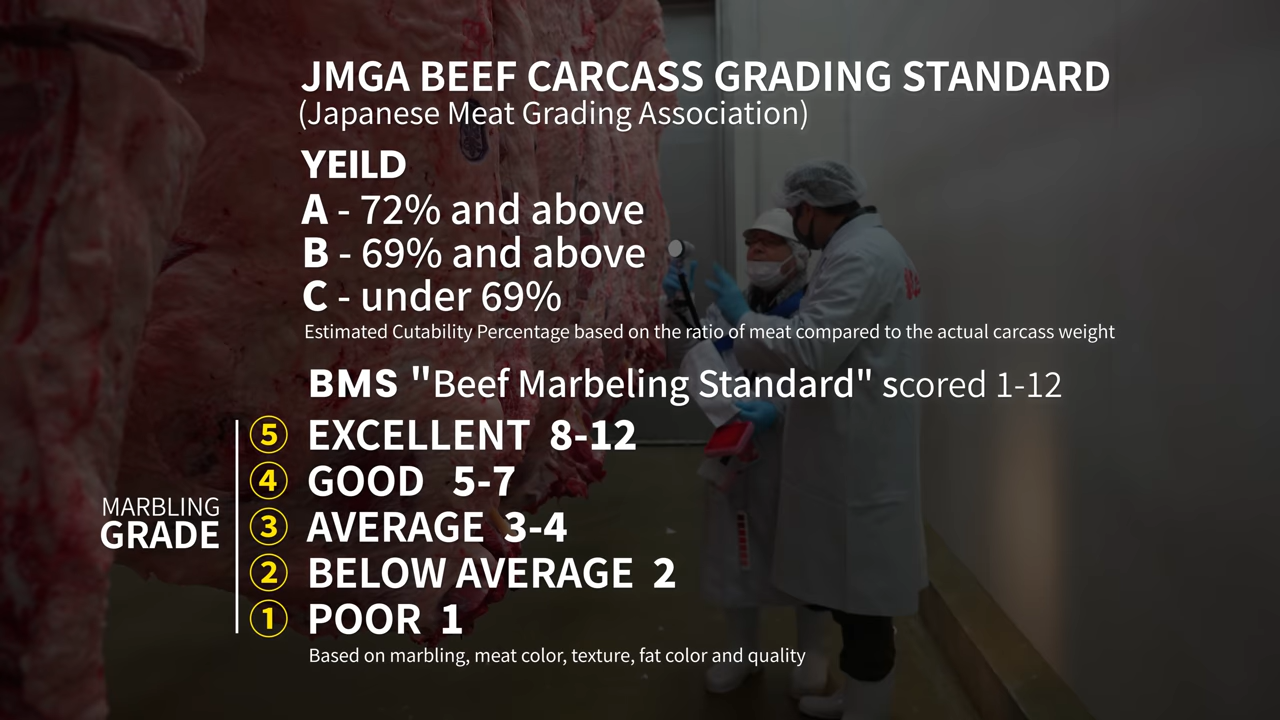 JMGA BEEF CARCASS GRADING STANDARD
(Japanese Meat Grading Association)
YEILD
A - 72% and above
B - 69% and above
C - under 69%
Estimated Cutability Percentage based on the ratio of meat compared to the actual carcass weight
BMS "Beef Marbeling Standard" scored 1-12
MARBLING
GRADE
5 EXCELLENT 8-12
4 GOOD 5-7
3 AVERAGE 3-4
2 BELOW AVERAGE 2
1 POOR 1
Based on marbling, meat color, texture, fat color and quality